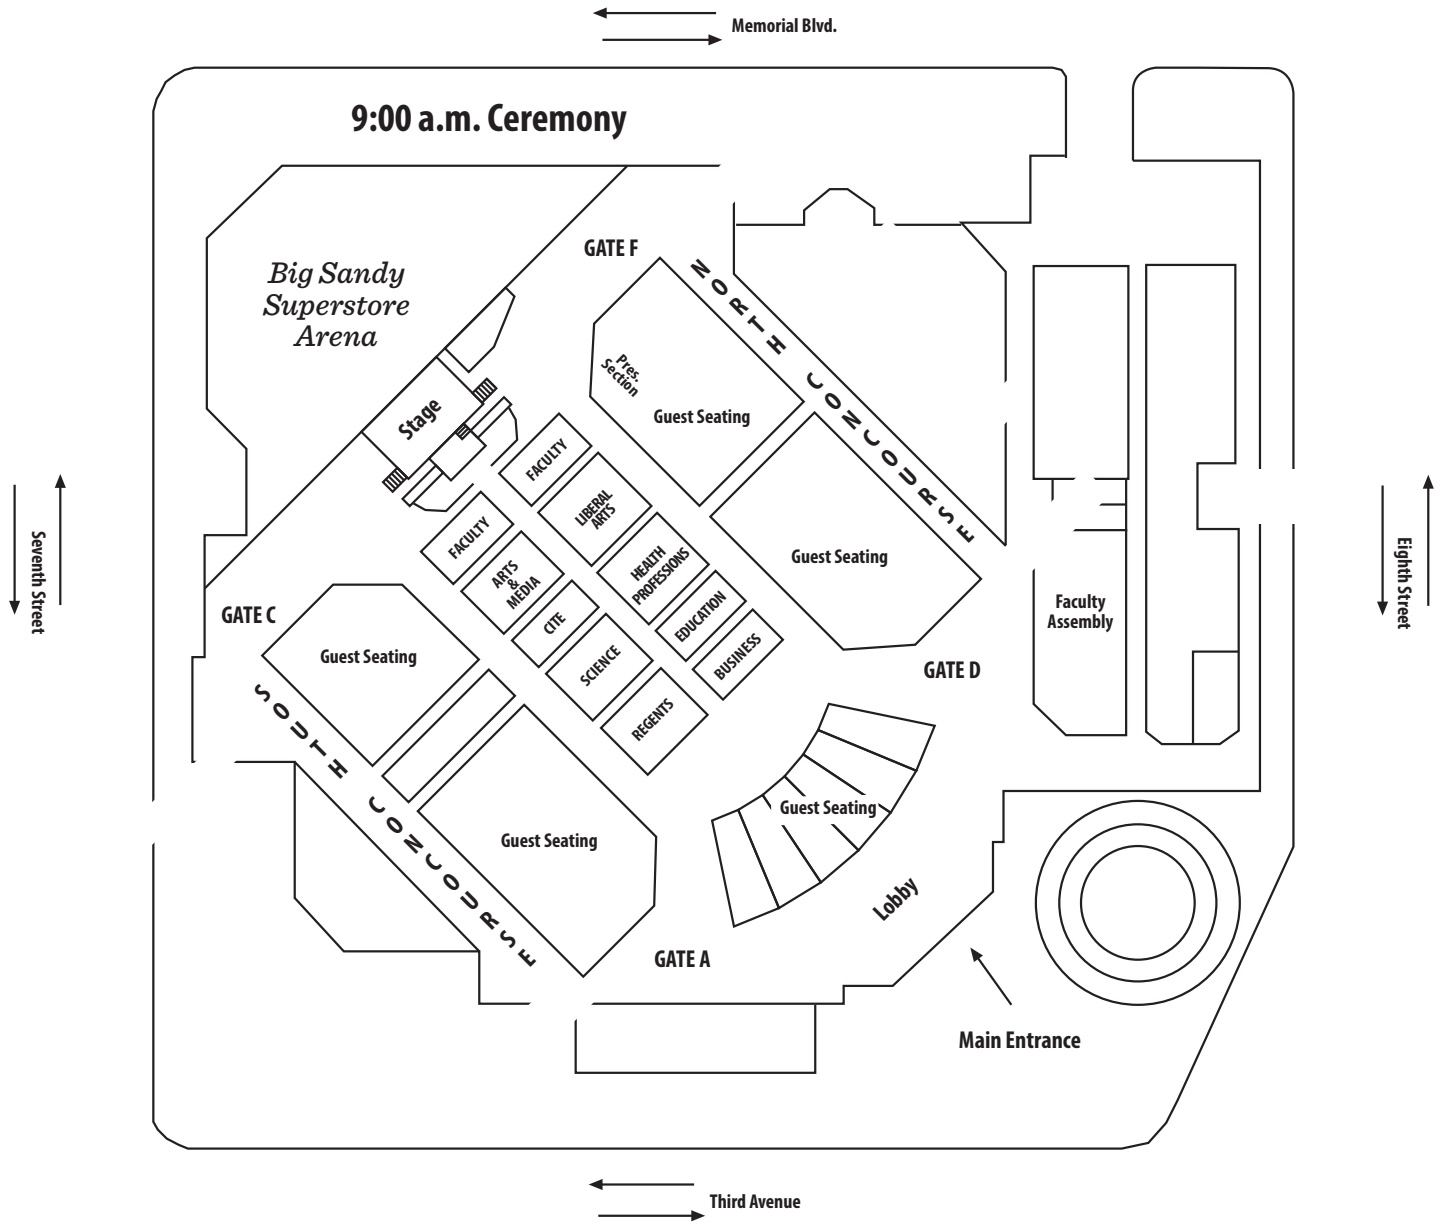 Memorial Blvd.
9:00 a.m. Ceremony
Big Sandy
Superstore
Arena
GATE F
NORTH CONCOURSE
Pres.
Section
Guest Seating
Stage
FACULTY
LIBERAL
ARTS
FACULTY
HEALTH
PROFESSIONS
ARTS
&
MEDIA
Guest Seating
EDUCATION
CITE
BUSINESS
SCIENCE
REGENTS
Seventh Street
Eighth Street
Faculty
Assembly
GATE C
Guest Seating
GATE D
SOUTH CONCOURSE
Guest Seating
Guest Seating
Lobby
GATE A
Main Entrance
Third Avenue